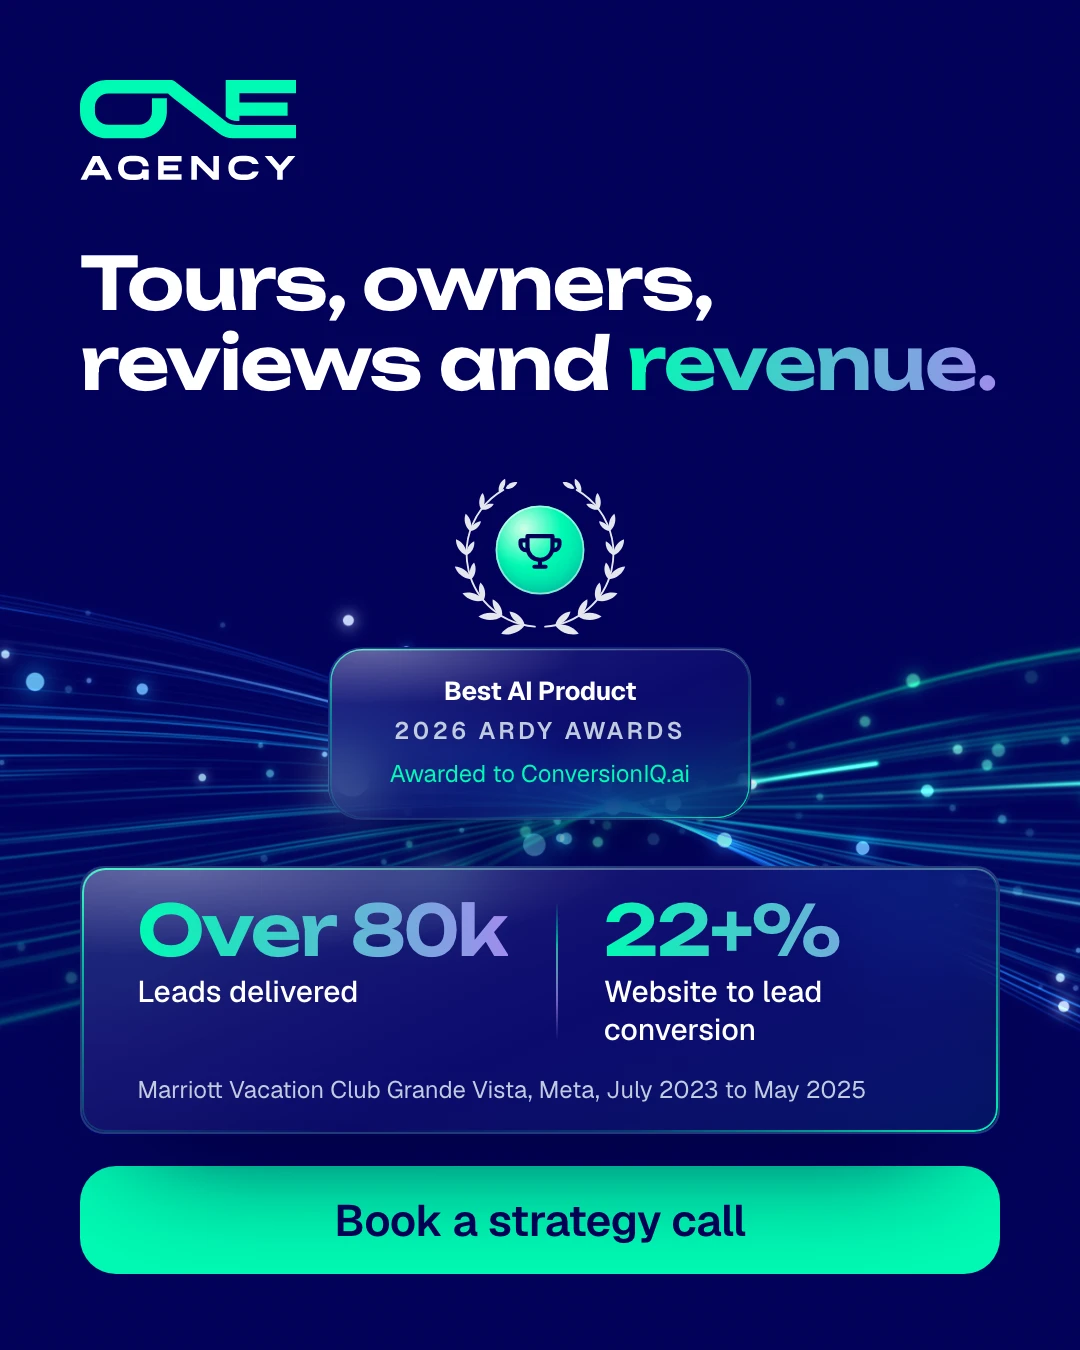 ONE
AGENCY
Tours, owners,
reviews and revenue.
Best AI Product
2026 ARDY AWARDS
Awarded to ConversionIQ.ai
Over 80k
Leads delivered
22+%
Website to lead
conversion
Marriott Vacation Club Grande Vista, Meta, July 2023 to May 2025
Book a strategy call